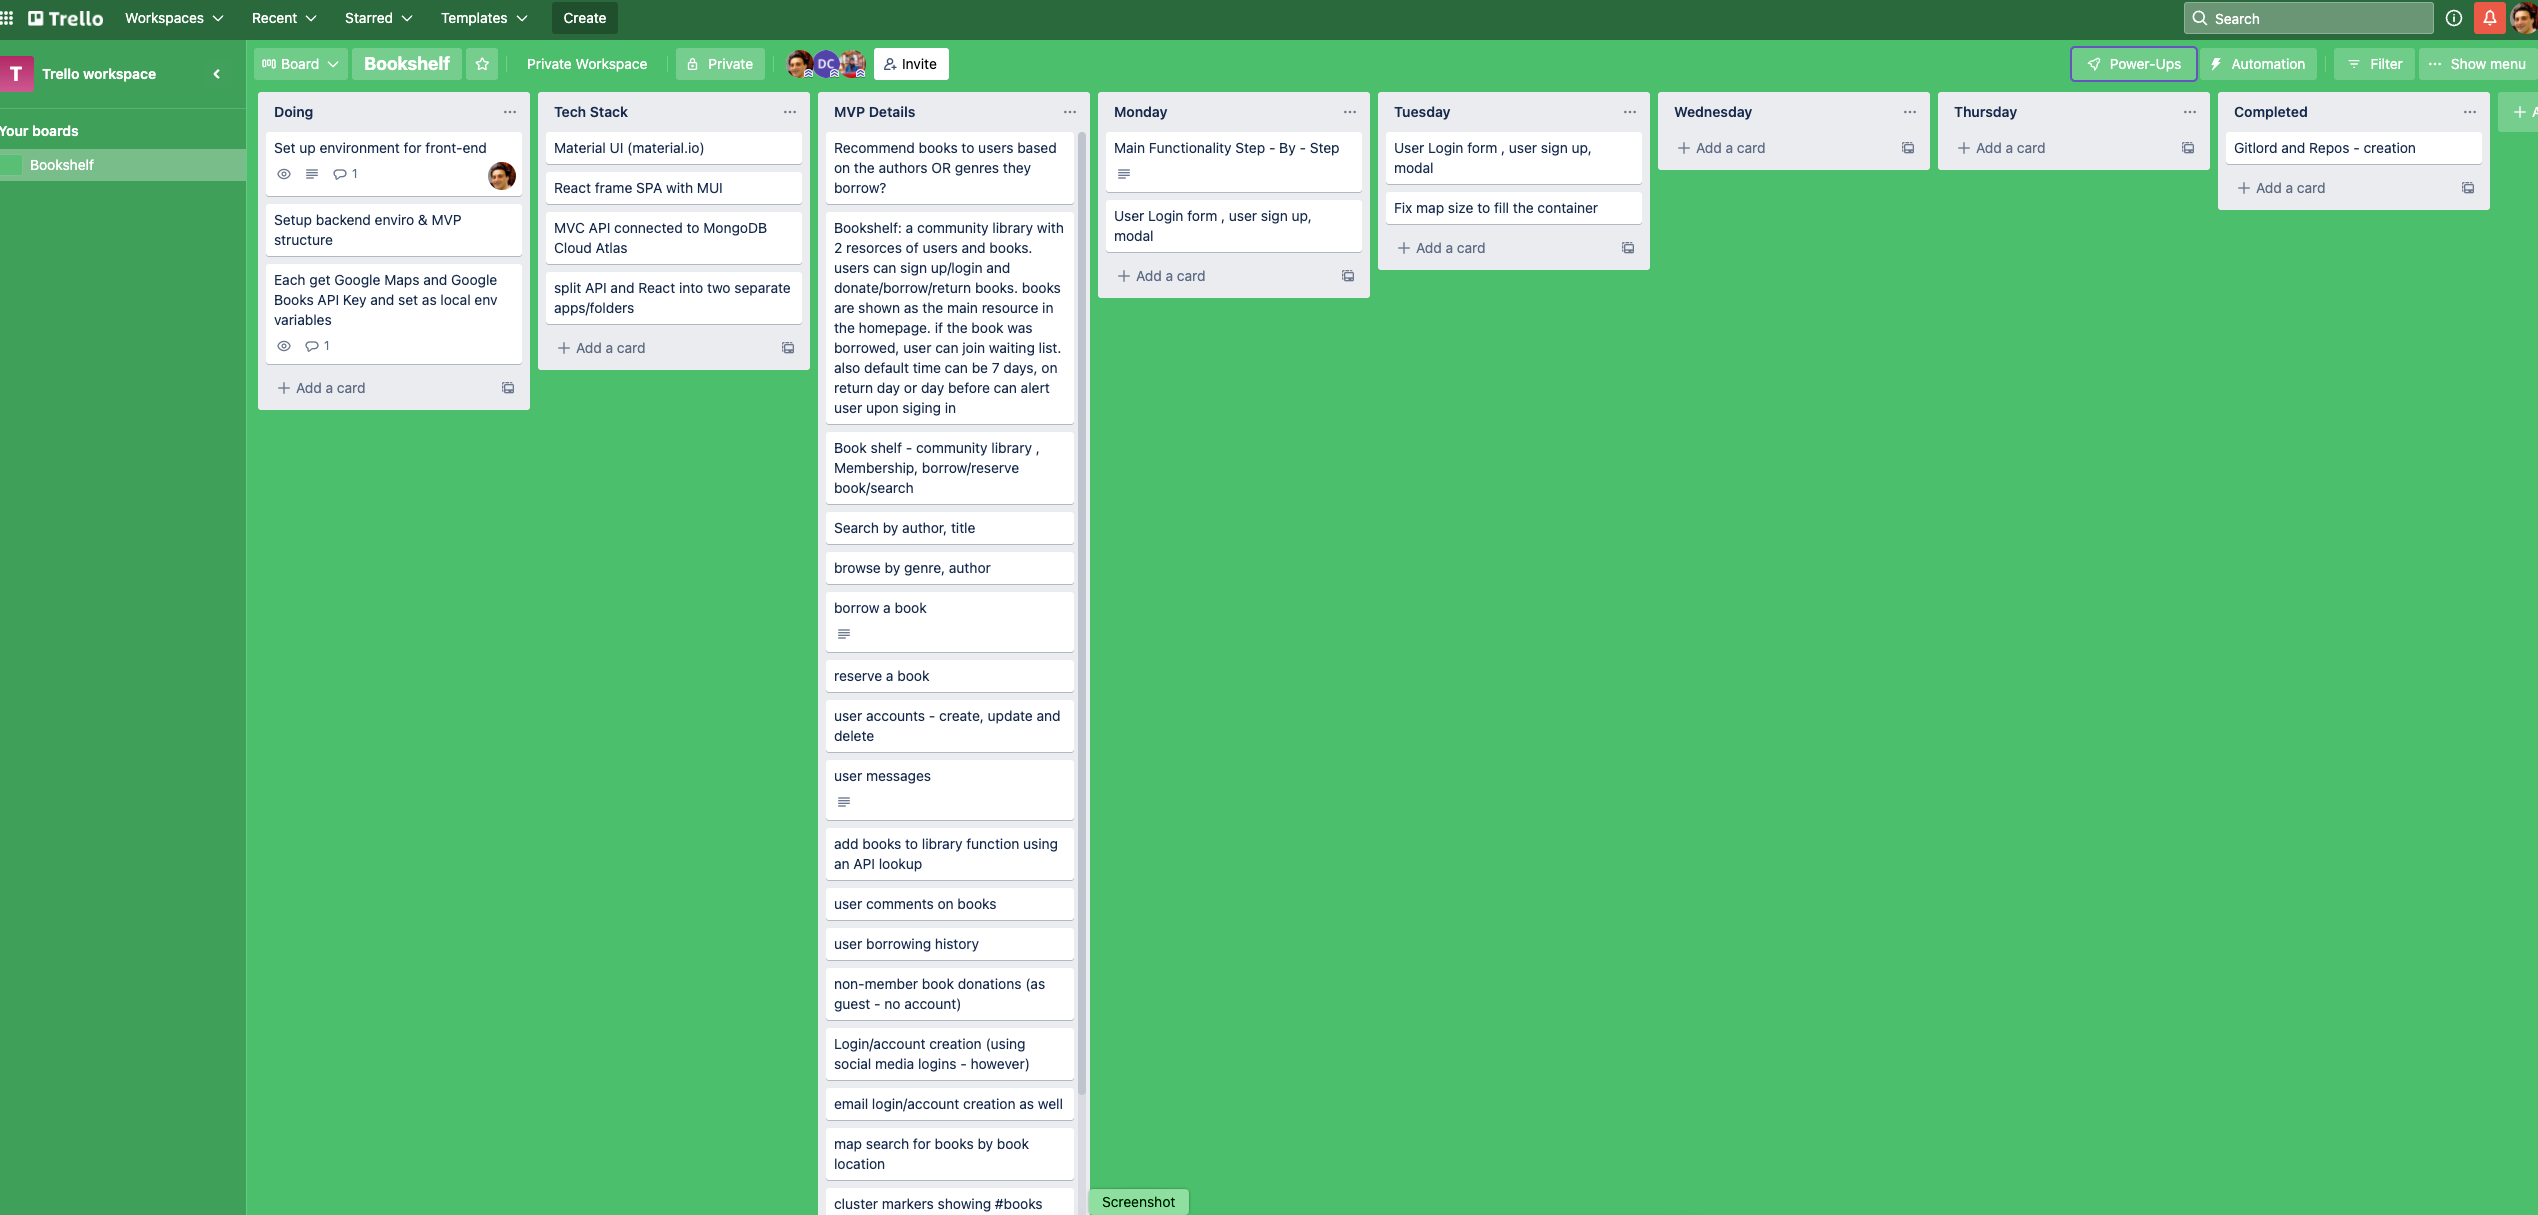 Trello
Workspaces
Recent
Starred
Templates
Create
Search
T
Trello workspace
Your boards
Bookshelf
Board
Bookshelf
Private Workspace
Private
DC
Invite
Power-Ups
Automation
Filter
Show menu
Doing
Set up environment for front-end
1
Setup backend enviro & MVP
structure
Each get Google Maps and Google
Books API Key and set as local env
variables
1
Add a card
Tech Stack
Material UI (material.io)
React frame SPA with MUI
MVC API connected to MongoDB
Cloud Atlas
split API and React into two separate
apps/folders
Add a card
MVP Details
Recommend books to users based
on the authors OR genres they
borrow?
Bookshelf: a community library with
2 resorces of users and books.
users can sign up/login and
donate/borrow/return books. books
are shown as the main resource in
the homepage. if the book was
borrowed, user can join waiting list.
also default time can be 7 days, on
return day or day before can alert
user upon siging in
Book shelf - community library ,
Membership, borrow/reserve
book/search
Search by author, title
browse by genre, author
borrow a book
reserve a book
user accounts - create, update and
delete
user messages
add books to library function using
an API lookup
user comments on books
user borrowing history
non-member book donations (as
guest - no account)
Login/account creation (using
social media logins - however)
email login/account creation as well
map search for books by book
location
cluster markers showing #books
Monday
Main Functionality Step - By - Step
User Login form , user sign up,
modal
Add a card
Tuesday
User Login form , user sign up,
modal
Fix map size to fill the container
Add a card
Wednesday
Add a card
Thursday
Add a card
Completed
Gitlord and Repos - creation
Add a card
Screenshot